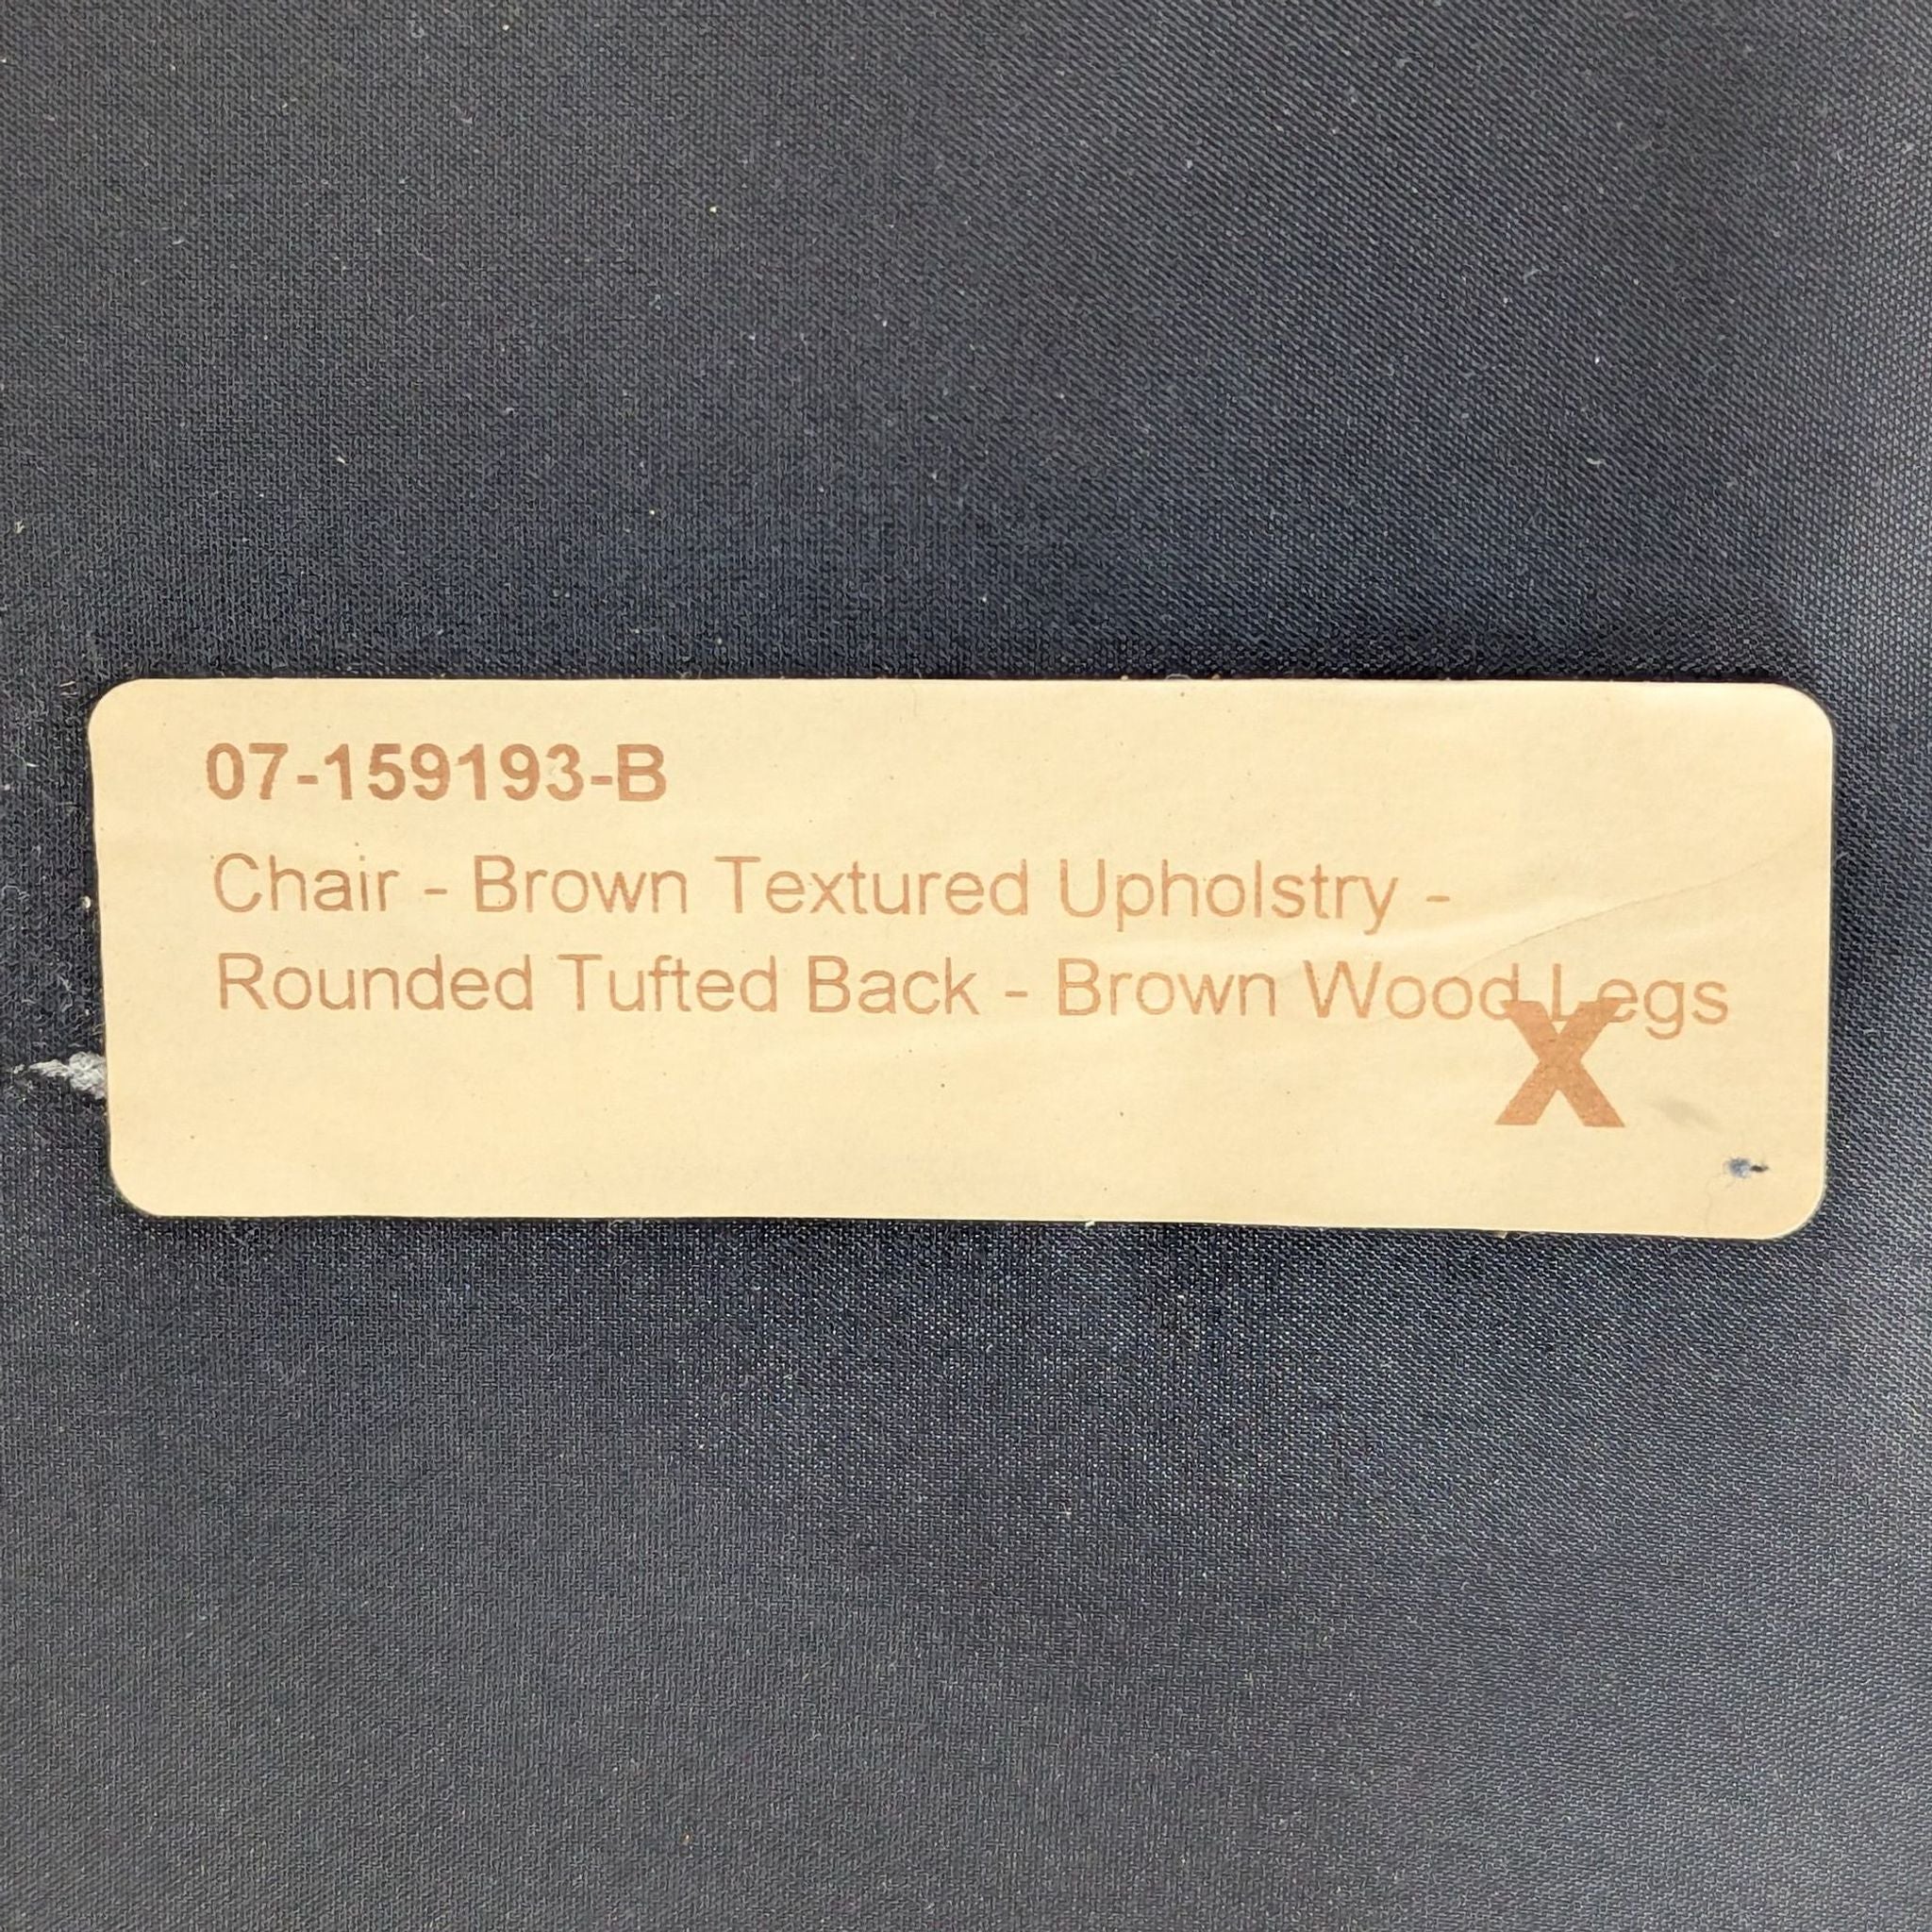 07-159193-B
Chair - Brown Textured Upholstry -
Rounded Tufted Back - Brown Wood Legs
X